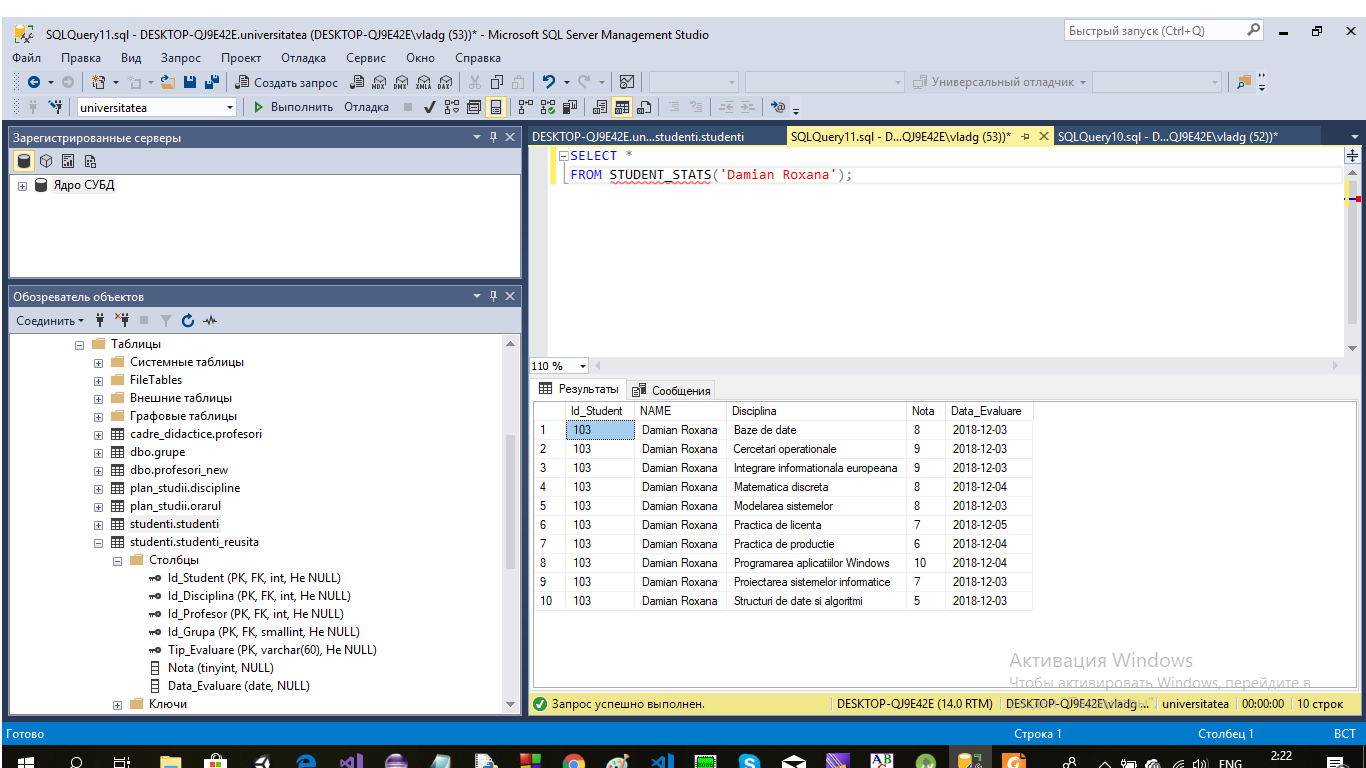 SQLQuery11.sql - DESKTOP-QJ9E42E.universitatea (DESKTOP-QJ9E42E\vladg (53))* - Microsoft SQL Server Management Studio
Быстрый запуск (Ctrl+Q)
Файл Правка Вид Запрос Проект Отладка Сервис Окно Справка
Создать запрос MDX DMX XMLA DAX Универсальный отладчик
universitatea Выполнить Отладка
Зарегистрированные серверы
Ядро СУБД
Обозреватель объектов
Соединить
Таблицы
Системные таблицы
FileTables
Внешние таблицы
Графовые таблицы
cadre_didactice.profesori
dbo.grupe
dbo.profesori_new
plan_studii.discipline
plan_studii.orarul
studenti.studenti
studenti.studenti_reusita
Столбцы
Id_Student (PK, FK, int, Не NULL)
Id_Disciplina (PK, FK, int, Не NULL)
Id_Profesor (PK, FK, int, Не NULL)
Id_Grupa (PK, FK, smallint, Не NULL)
Tip_Evaluare (PK, varchar(60), Не NULL)
Nota (tinyint, NULL)
Data_Evaluare (date, NULL)
Ключи
DESKTOP-QJ9E42E.un...studenti.studenti SQLQuery11.sql - D...QJ9E42E\vladg (53))* SQLQuery10.sql - D...QJ9E42E\vladg (52))*
SELECT *
FROM STUDENT_STATS('Damian Roxana');
110 %
Результаты Сообщения
Id_Student NAME Disciplina Nota Data_Evaluare
1 103 Damian Roxana Baze de date 8 2018-12-03
2 103 Damian Roxana Cercetari operationale 9 2018-12-03
3 103 Damian Roxana Integrare informationala europeana 9 2018-12-03
4 103 Damian Roxana Matematica discreta 8 2018-12-04
5 103 Damian Roxana Modelarea sistemelor 8 2018-12-03
6 103 Damian Roxana Practica de licenta 7 2018-12-05
7 103 Damian Roxana Practica de productie 6 2018-12-04
8 103 Damian Roxana Programarea aplicatiilor Windows 10 2018-12-04
9 103 Damian Roxana Proiectarea sistemelor informatice 7 2018-12-03
10 103 Damian Roxana Structuri de date si algoritmi 5 2018-12-03
Активация Windows
Чтобы активировать Windows, перейдите в
Запрос успешно выполнен. DESKTOP-QJ9E42E (14.0 RTM) DESKTOP-QJ9E42E\vladg ... universitatea 00:00:00 10 строк
Готово Строка 1 Столбец 1 ВСТ
ENG 2:22